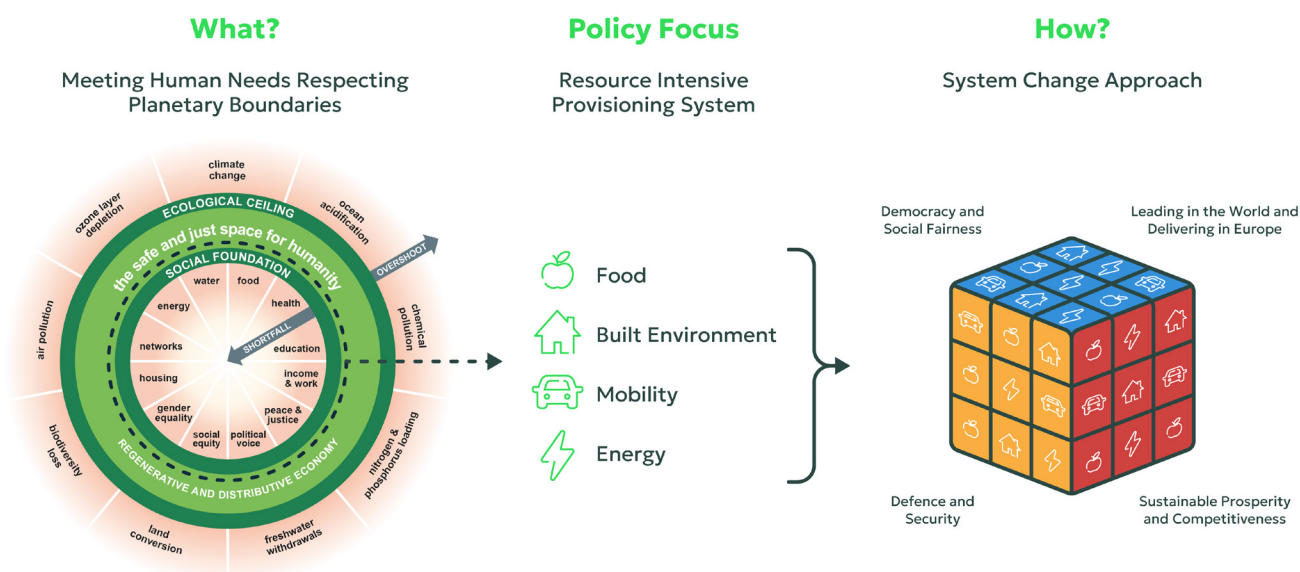 What?
Meeting Human Needs Respecting
Planetary Boundaries
climate
change
ocean
acidification
chemical
pollution
nitrogen &
phosphorus loading
freshwater
withdrawals
land
conversion
biodiversity
loss
air pollution
ozone layer
depletion
ECOLOGICAL CEILING
the safe and just space for humanity
SOCIAL FOUNDATION
OVERSHOOT
SHORTFALL
water
food
health
education
income
& work
peace &
justice
political
voice
social
equity
gender
equality
housing
networks
energy
REGENERATIVE AND DISTRIBUTIVE ECONOMY
Policy Focus
Resource Intensive
Provisioning System
Food
Built Environment
Mobility
Energy
How?
System Change Approach
Democracy and
Social Fairness
Leading in the World and
Delivering in Europe
Defence and
Security
Sustainable Prosperity
and Competitiveness